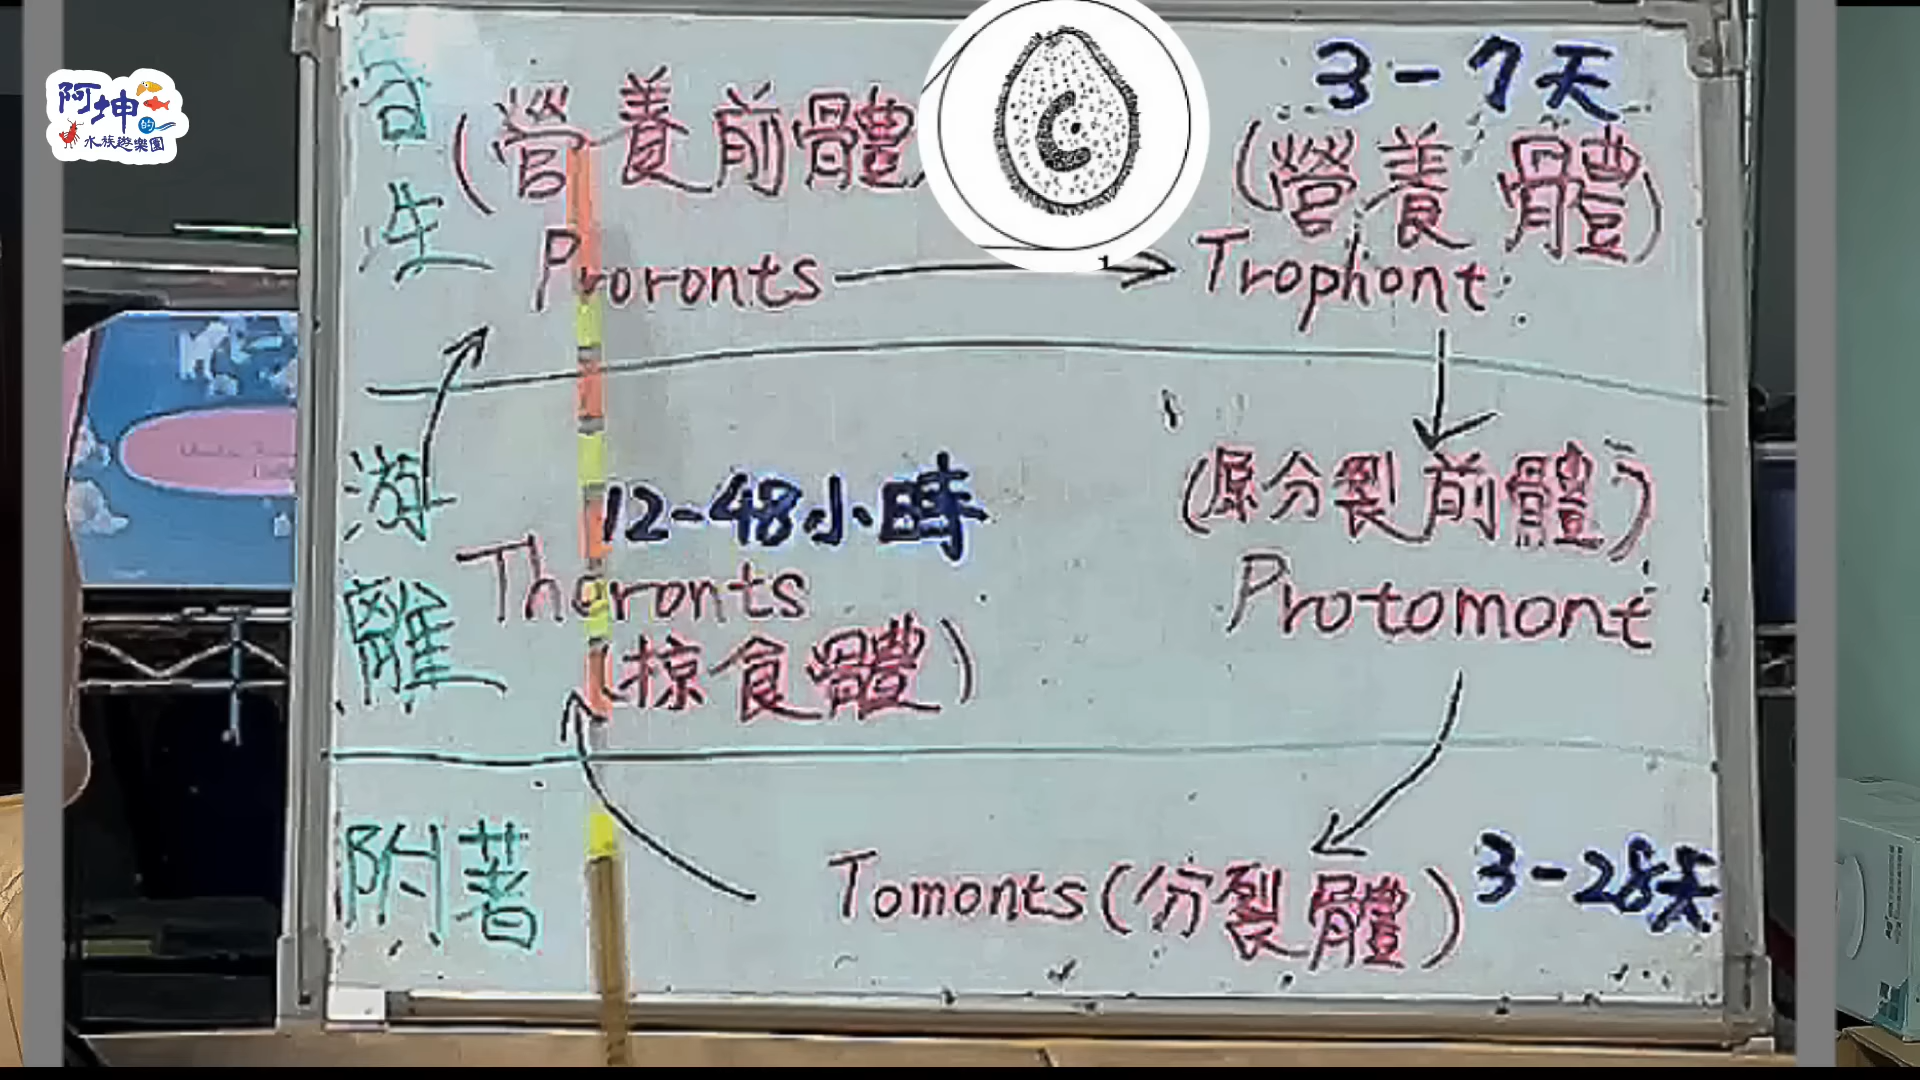 阿坤的
水族遊樂園
寄生
(營養前體
Proronts
3-7天
(營養體)
Trophont
游離
12-48小時
Thoronts
(掠食體)
(原分裂前體)
Protomont
附著
Tomonts(分裂體)
3-28天